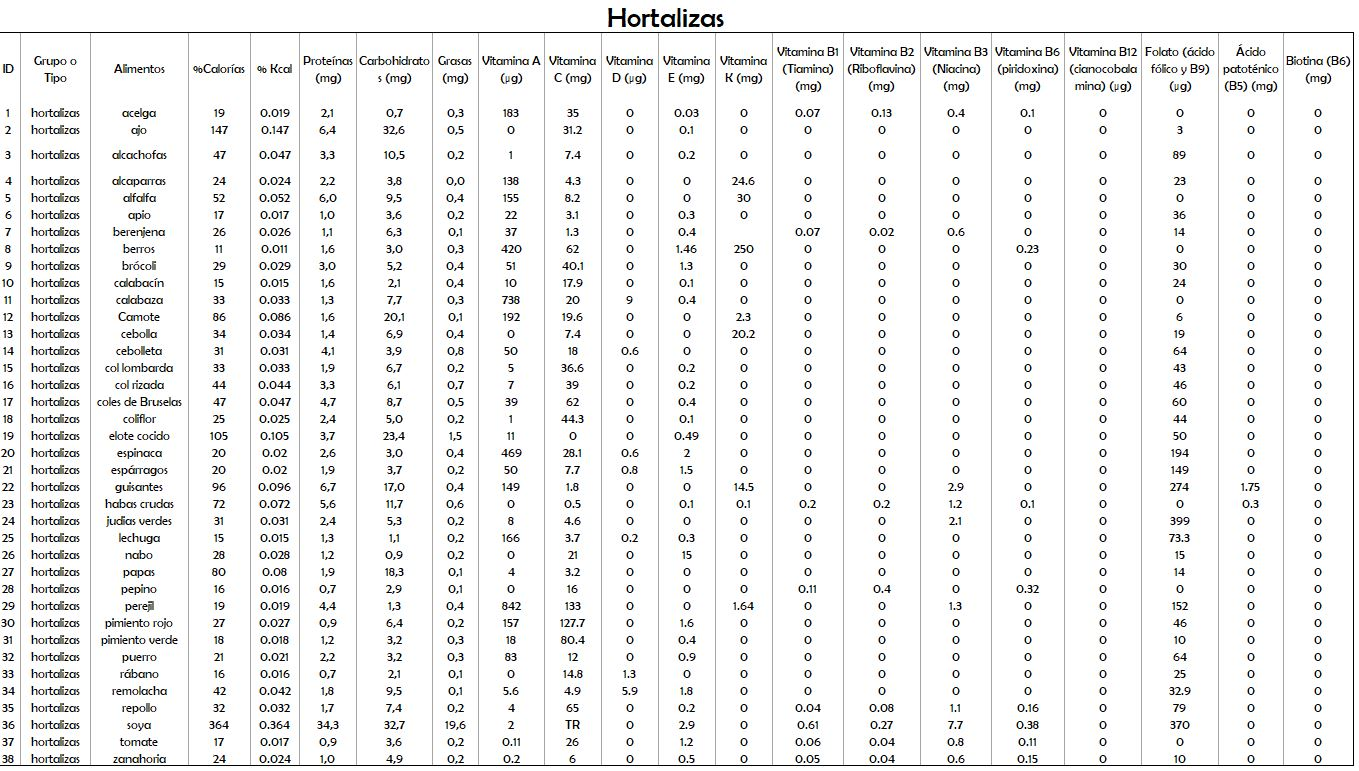 Hortalizas
ID Grupo o Tipo Alimentos %Calorías % Kcal Proteínas (mg) Carbohidratos (mg) Grasas (mg) Vitamina A (µg) Vitamina C (mg) Vitamina D (µg) Vitamina E (mg) Vitamina K (mg) Vitamina B1 (Tiamina) (mg) Vitamina B2 (Riboflavina) (mg) Vitamina B3 (Niacina) (mg) Vitamina B6 (piridoxina) (mg) Vitamina B12 (cianocobalamina) (µg) Folato (ácido fólico y B9) (µg) Ácido patoténico (B5) (mg) Biotina (B6) (mg)
1 hortalizas acelga 19 0.019 2,1 0,7 0,3 183 35 0 0.03 0 0.07 0.13 0.4 0.1 0 0 0 0
2 hortalizas ajo 147 0.147 6,4 32,6 0,5 0 31.2 0 0.1 0 0 0 0 0 0 3 0 0
3 hortalizas alcachofas 47 0.047 3,3 10,5 0,2 1 7.4 0 0.2 0 0 0 0 0 0 89 0 0
4 hortalizas alcaparras 24 0.024 2,2 3,8 0,0 138 4.3 0 0 24.6 0 0 0 0 0 23 0 0
5 hortalizas alfalfa 52 0.052 6,0 9,5 0,4 155 8.2 0 0 30 0 0 0 0 0 0 0 0
6 hortalizas apio 17 0.017 1,0 3,6 0,2 22 3.1 0 0.3 0 0 0 0 0 0 36 0 0
7 hortalizas berenjena 26 0.026 1,1 6,3 0,1 37 1.3 0 0.4 0.07 0.02 0.6 0 0 14 0 0
8 hortalizas berros 11 0.011 1,6 3,0 0,3 420 62 0 1.46 250 0 0 0 0.23 0 0 0 0
9 hortalizas brócoli 29 0.029 3,0 5,2 0,4 51 40.1 0 1.3 0 0 0 0 0 30 0 0
10 hortalizas calabacín 15 0.015 1,6 2,1 0,4 10 17.9 0 0.1 0 0 0 0 0 24 0 0
11 hortalizas calabaza 33 0.033 1,3 7,7 0,3 738 20 9 0.4 0 0 0 0 0 0 0 0
12 hortalizas Camote 86 0.086 1,6 20,1 0,1 192 19.6 0 0 2.3 0 0 0 0 0 6 0 0
13 hortalizas cebolla 34 0.034 1,4 6,9 0,4 0 7.4 0 0 20.2 0 0 0 0 0 19 0 0
14 hortalizas cebolleta 31 0.031 4,1 3,9 0,8 50 18 0.6 0 0 0 0 0 0 0 64 0 0
15 hortalizas col lombarda 33 0.033 1,9 6,7 0,2 5 36.6 0 0.2 0 0 0 0 0 0 43 0 0
16 hortalizas col rizada 44 0.044 3,3 6,1 0,7 7 39 0 0.2 0 0 0 0 0 0 46 0 0
17 hortalizas coles de Bruselas 47 0.047 4,7 8,7 0,5 39 62 0 0.4 0 0 0 0 0 0 60 0 0
18 hortalizas coliflor 25 0.025 2,4 5,0 0,2 1 44.3 0 0.1 0 0 0 0 0 0 44 0 0
19 hortalizas elote cocido 105 0.105 3,7 23,4 1,5 11 0 0 0.49 0 0 0 0 0 50 0 0
20 hortalizas espinaca 20 0.02 2,6 3,0 0,4 469 28.1 0.6 2 0 0 0 0 0 194 0 0
21 hortalizas espárragos 20 0.02 1,9 3,7 0,2 50 7.7 0.8 1.5 0 0 0 0 0 149 0 0
22 hortalizas guisantes 96 0.096 6,7 17,0 0,4 149 1.8 0 0 14.5 0 0 2.9 0 0 274 1.75 0
23 hortalizas habas crudas 72 0.072 5,6 11,7 0,6 0 0.5 0 0.1 0.1 0.2 0.2 1.2 0.1 0 0 0.3 0
24 hortalizas judias verdes 31 0.031 2,4 5,3 0,2 8 4.6 0 0 0 0 0 2.1 0 0 399 0 0
25 hortalizas lechuga 15 0.015 1,3 1,1 0,2 166 3.7 0.2 0.3 0 0 0 0 0 73.3 0 0
26 hortalizas nabo 28 0.028 1,2 0,9 0,2 0 21 0 15 0 0 0 0 0 15 0 0
27 hortalizas papas 80 0.08 1,9 18,3 0,1 4 3.2 0 0 0 0 0 0 0 0 14 0 0
28 hortalizas pepino 16 0.016 0,7 2,9 0,1 0 16 0 0 0 0.11 0.4 0 0.32 0 0 0 0
29 hortalizas perejil 19 0.019 4,4 1,3 0,4 842 133 0 0 1.64 0 0 1.3 0 0 152 0 0
30 hortalizas pimiento rojo 27 0.027 0,9 6,4 0,2 157 127.7 0 1.6 0 0 0 0 0 46 0 0
31 hortalizas pimiento verde 18 0.018 1,2 3,2 0,3 18 80.4 0 0.4 0 0 0 0 0 0 10 0 0
32 hortalizas puerro 21 0.021 2,2 3,2 0,3 83 12 0 0.9 0 0 0 0 0 64 0 0
33 hortalizas rábano 16 0.016 0,7 2,1 0,1 0 14.8 1.3 0 0 0 0 0 0 0 25 0 0
34 hortalizas remolacha 42 0.042 1,8 9,5 0,1 5.6 4.9 5.9 1.8 0 0 0 0 0 0 32.9 0 0
35 hortalizas repollo 32 0.032 1,7 7,4 0,2 4 65 0 0.2 0 0.04 0.08 1.1 0.16 0 79 0 0
36 hortalizas soya 364 0.364 34,3 32,7 19,6 2 TR 0 2.9 0 0.61 0.27 7.7 0.38 0 370 0 0
37 hortalizas tomate 17 0.017 0,9 3,6 0,2 0.11 26 0 1.2 0 0.06 0.04 0.8 0.11 0 0 0 0
38 hortalizas zanahoria 24 0.024 1,0 4,9 0,2 0.2 6 0 0.5 0 0.05 0.04 0.6 0.15 0 10 0 0